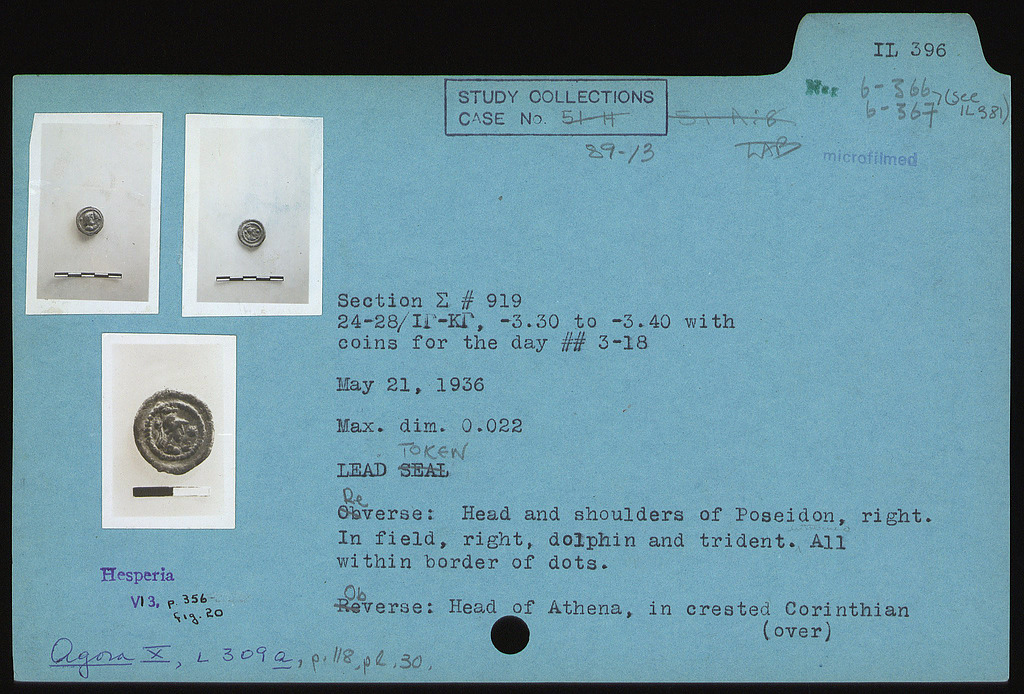 IL 396
Neg 6-366 (see
6-367 IL 381)
STUDY COLLECTIONS
CASE No. 51-H
89-13
LAB
microfilmed
Section Σ # 919
24-28/ΙΓ-ΚΓ, -3.30 to -3.40 with
coins for the day ## 3-18
May 21, 1936
Max. dim. 0.022
TOKEN
LEAD SEAL
Re
Obverse: Head and shoulders of Poseidon, right.
In field, right, dolphin and trident. All
within border of dots.
Ob
Reverse: Head of Athena, in crested Corinthian
(over)
Hesperia
VI 3, p. 356
fig. 20
Agora X, L 309a, p. 118, pl. 30.